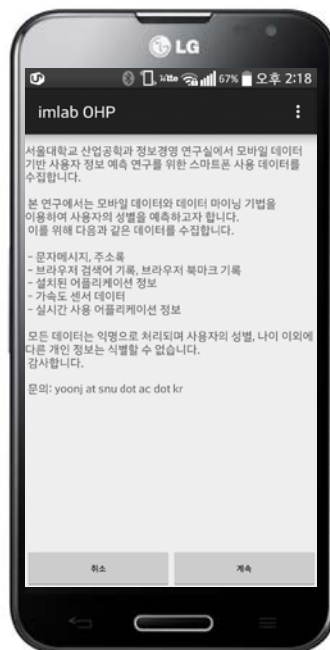 LG
67% 오후 2:18
imlab OHP
서울대학교 산업공학과 정보경영 연구실에서 모바일 데이터
기반 사용자 정보 예측 연구를 위한 스마트폰 사용 데이터를
수집합니다.
본 연구에서는 모바일 데이터와 데이터 마이닝 기법을
이용하여 사용자의 성별을 예측하고자 합니다.
이를 위해 다음과 같은 데이터를 수집합니다.
- 문자메시지, 주소록
- 브라우저 검색어 기록, 브라우저 북마크 기록
- 설치된 어플리케이션 정보
- 가속도 센서 데이터
- 실시간 사용 어플리케이션 정보
모든 데이터는 익명으로 처리되며 사용자의 성별, 나이 이외에
다른 개인 정보는 식별할 수 없습니다.
감사합니다.
문의: yoonj at snu dot ac dot kr
취소 계속